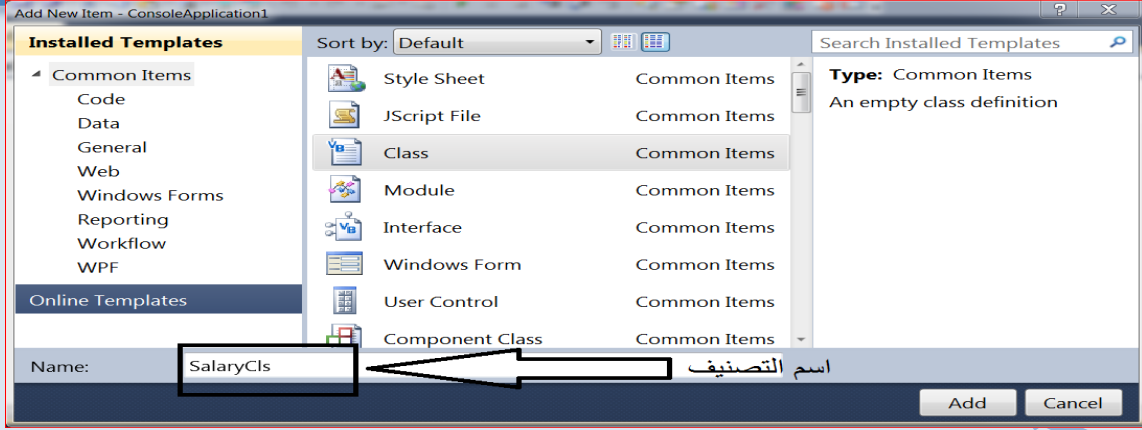 Add New Item - ConsoleApplication1
Installed Templates
Common Items
Code
Data
General
Web
Windows Forms
Reporting
Workflow
WPF
Online Templates
Sort by: Default
Style Sheet Common Items
JScript File Common Items
Class Common Items
Module Common Items
Interface Common Items
Windows Form Common Items
User Control Common Items
Component Class Common Items
Search Installed Templates
Type: Common Items
An empty class definition
Name: SalaryCls
اسم التصنيف
Add Cancel